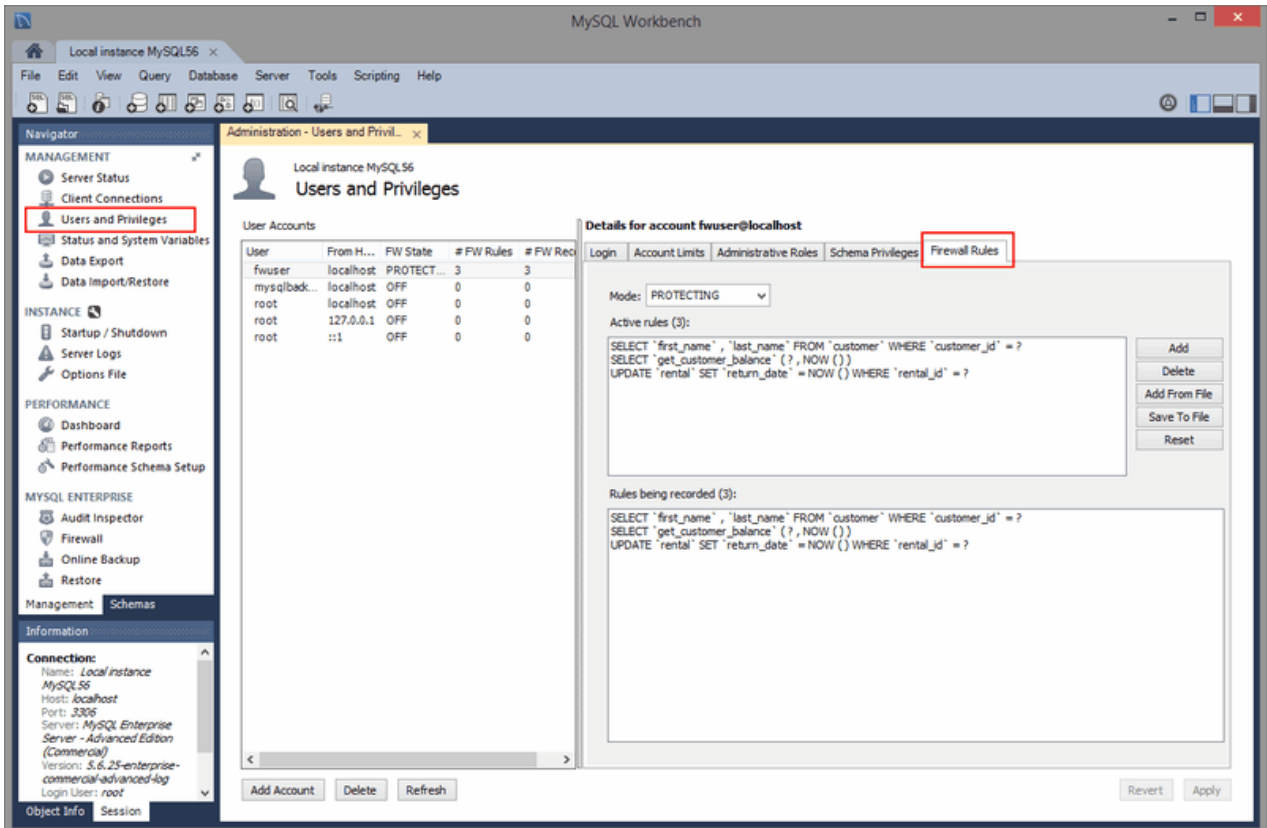 MySQL Workbench
Local instance MySQL56
File Edit View Query Database Server Tools Scripting Help
Navigator
MANAGEMENT
Server Status
Client Connections
Users and Privileges
Status and System Variables
Data Export
Data Import/Restore
INSTANCE
Startup / Shutdown
Server Logs
Options File
PERFORMANCE
Dashboard
Performance Reports
Performance Schema Setup
MYSQL ENTERPRISE
Audit Inspector
Firewall
Online Backup
Restore
Management Schemas
Information
Connection:
Name: Local instance
MySQL56
Host: localhost
Port: 3306
Server: MySQL Enterprise
Server - Advanced Edition
(Commercial)
Version: 5.6.25-enterprise-
commercial-advanced-log
Login User: root
Object Info Session
Administration - Users and Privil...
Local instance MySQL56
Users and Privileges
User Accounts
User From H... FW State # FW Rules # FW Reco
fwuser localhost PROTECT... 3 3
mysqlback... localhost OFF 0 0
root localhost OFF 0 0
root 127.0.0.1 OFF 0 0
root ::1 OFF 0 0
Add Account Delete Refresh
Details for account fwuser@localhost
Login Account Limits Administrative Roles Schema Privileges Firewall Rules
Mode: PROTECTING
Active rules (3):
SELECT `first_name` , `last_name` FROM `customer` WHERE `customer_id` = ?
SELECT `get_customer_balance` ( ? , NOW ( ) )
UPDATE `rental` SET `return_date` = NOW ( ) WHERE `rental_id` = ?
Add
Delete
Add From File
Save To File
Reset
Rules being recorded (3):
SELECT `first_name` , `last_name` FROM `customer` WHERE `customer_id` = ?
SELECT `get_customer_balance` ( ? , NOW ( ) )
UPDATE `rental` SET `return_date` = NOW ( ) WHERE `rental_id` = ?
Revert Apply